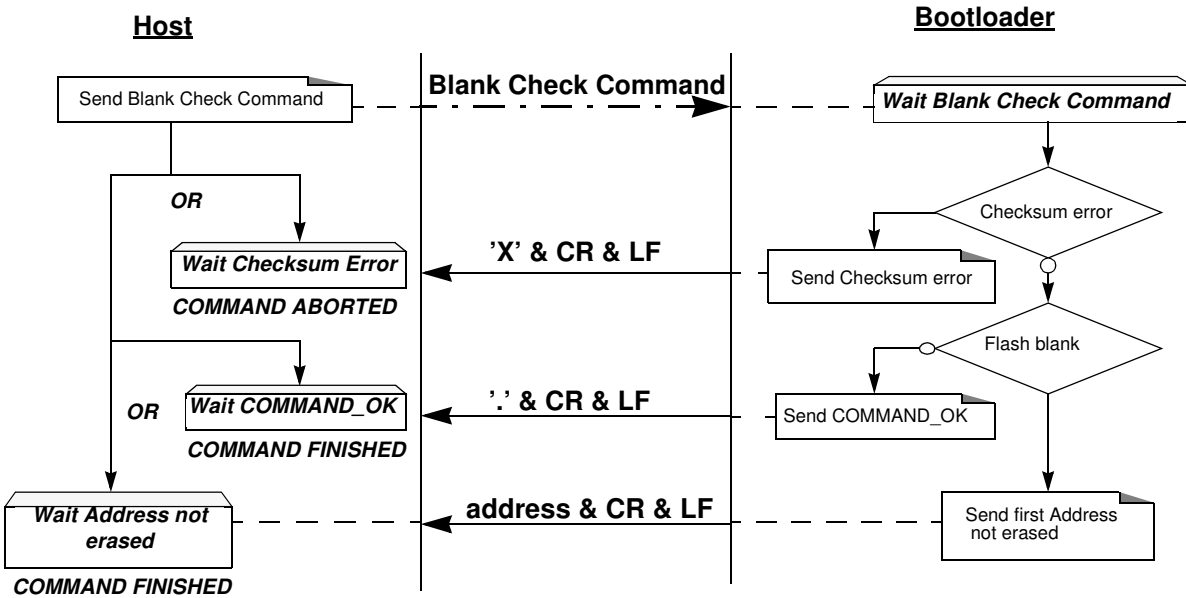 Host
Bootloader
Send Blank Check Command
Blank Check Command
Wait Blank Check Command
OR
Checksum error
Wait Checksum Error
’X’ & CR & LF
Send Checksum error
COMMAND ABORTED
Flash blank
OR
Wait COMMAND_OK
’.’ & CR & LF
Send COMMAND_OK
COMMAND FINISHED
Wait Address not
erased
address & CR & LF
Send first Address
not erased
COMMAND FINISHED